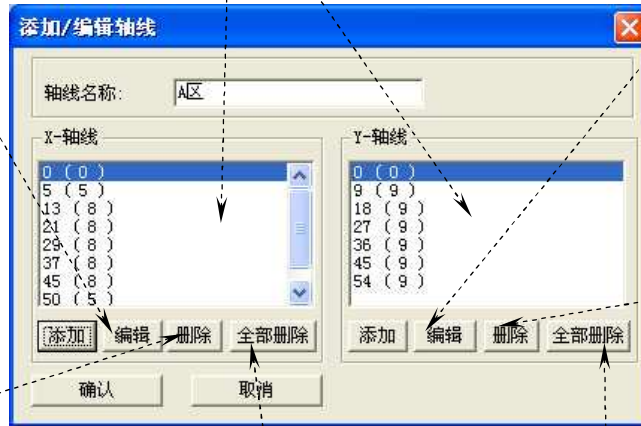 添加/编辑轴线
轴线名称: A区
X-轴线
0 ( 0 )
5 ( 5 )
13 ( 8 )
21 ( 8 )
29 ( 8 )
37 ( 8 )
45 ( 8 )
50 ( 5 )
添加 编辑 删除 全部删除
Y-轴线
0 ( 0 )
9 ( 9 )
18 ( 9 )
27 ( 9 )
36 ( 9 )
45 ( 9 )
54 ( 9 )
添加 编辑 删除 全部删除
确认 取消